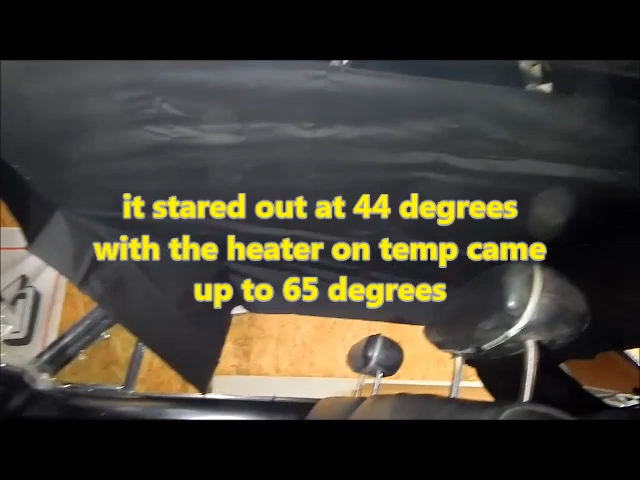 it stared out at 44 degrees
with the heater on temp came
up to 65 degrees